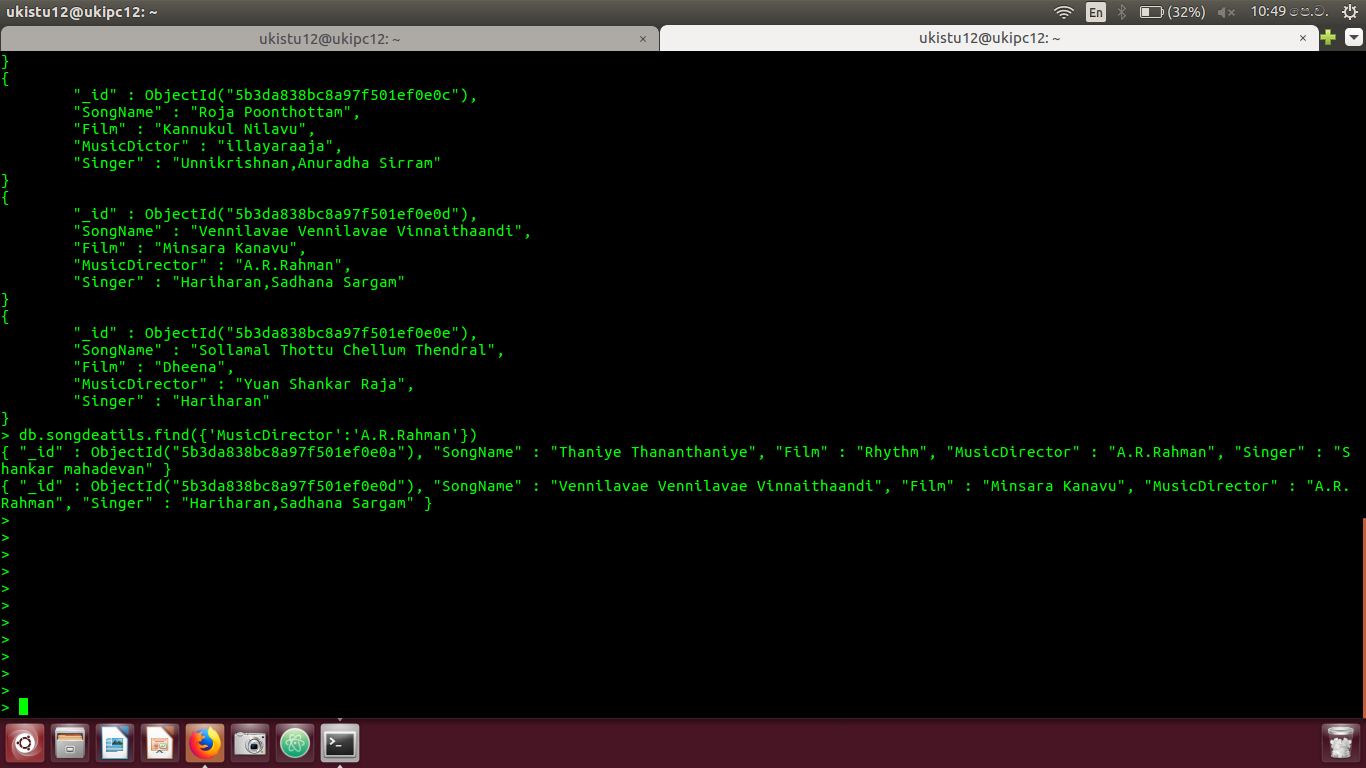 ukistu12@ukipc12: ~
En
(32%)
10:49 පෙ.ව.
ukistu12@ukipc12: ~ ×
ukistu12@ukipc12: ~ ×
}
{
"_id" : ObjectId("5b3da838bc8a97f501ef0e0c"),
"SongName" : "Roja Poonthottam",
"Film" : "Kannukul Nilavu",
"MusicDictor" : "illayaraaja",
"Singer" : "Unnikrishnan,Anuradha Sirram"
}
{
"_id" : ObjectId("5b3da838bc8a97f501ef0e0d"),
"SongName" : "Vennilavae Vennilavae Vinnaithaandi",
"Film" : "Minsara Kanavu",
"MusicDirector" : "A.R.Rahman",
"Singer" : "Hariharan,Sadhana Sargam"
}
{
"_id" : ObjectId("5b3da838bc8a97f501ef0e0e"),
"SongName" : "Sollamal Thottu Chellum Thendral",
"Film" : "Dheena",
"MusicDirector" : "Yuan Shankar Raja",
"Singer" : "Hariharan"
}
> db.songdeatils.find({'MusicDirector':'A.R.Rahman'})
{ "_id" : ObjectId("5b3da838bc8a97f501ef0e0a"), "SongName" : "Thaniye Thananthaniye", "Film" : "Rhythm", "MusicDirector" : "A.R.Rahman", "Singer" : "S
hankar mahadevan" }
{ "_id" : ObjectId("5b3da838bc8a97f501ef0e0d"), "SongName" : "Vennilavae Vennilavae Vinnaithaandi", "Film" : "Minsara Kanavu", "MusicDirector" : "A.R.
Rahman", "Singer" : "Hariharan,Sadhana Sargam" }
>
>
>
>
>
>
>
>
>
>
>
>